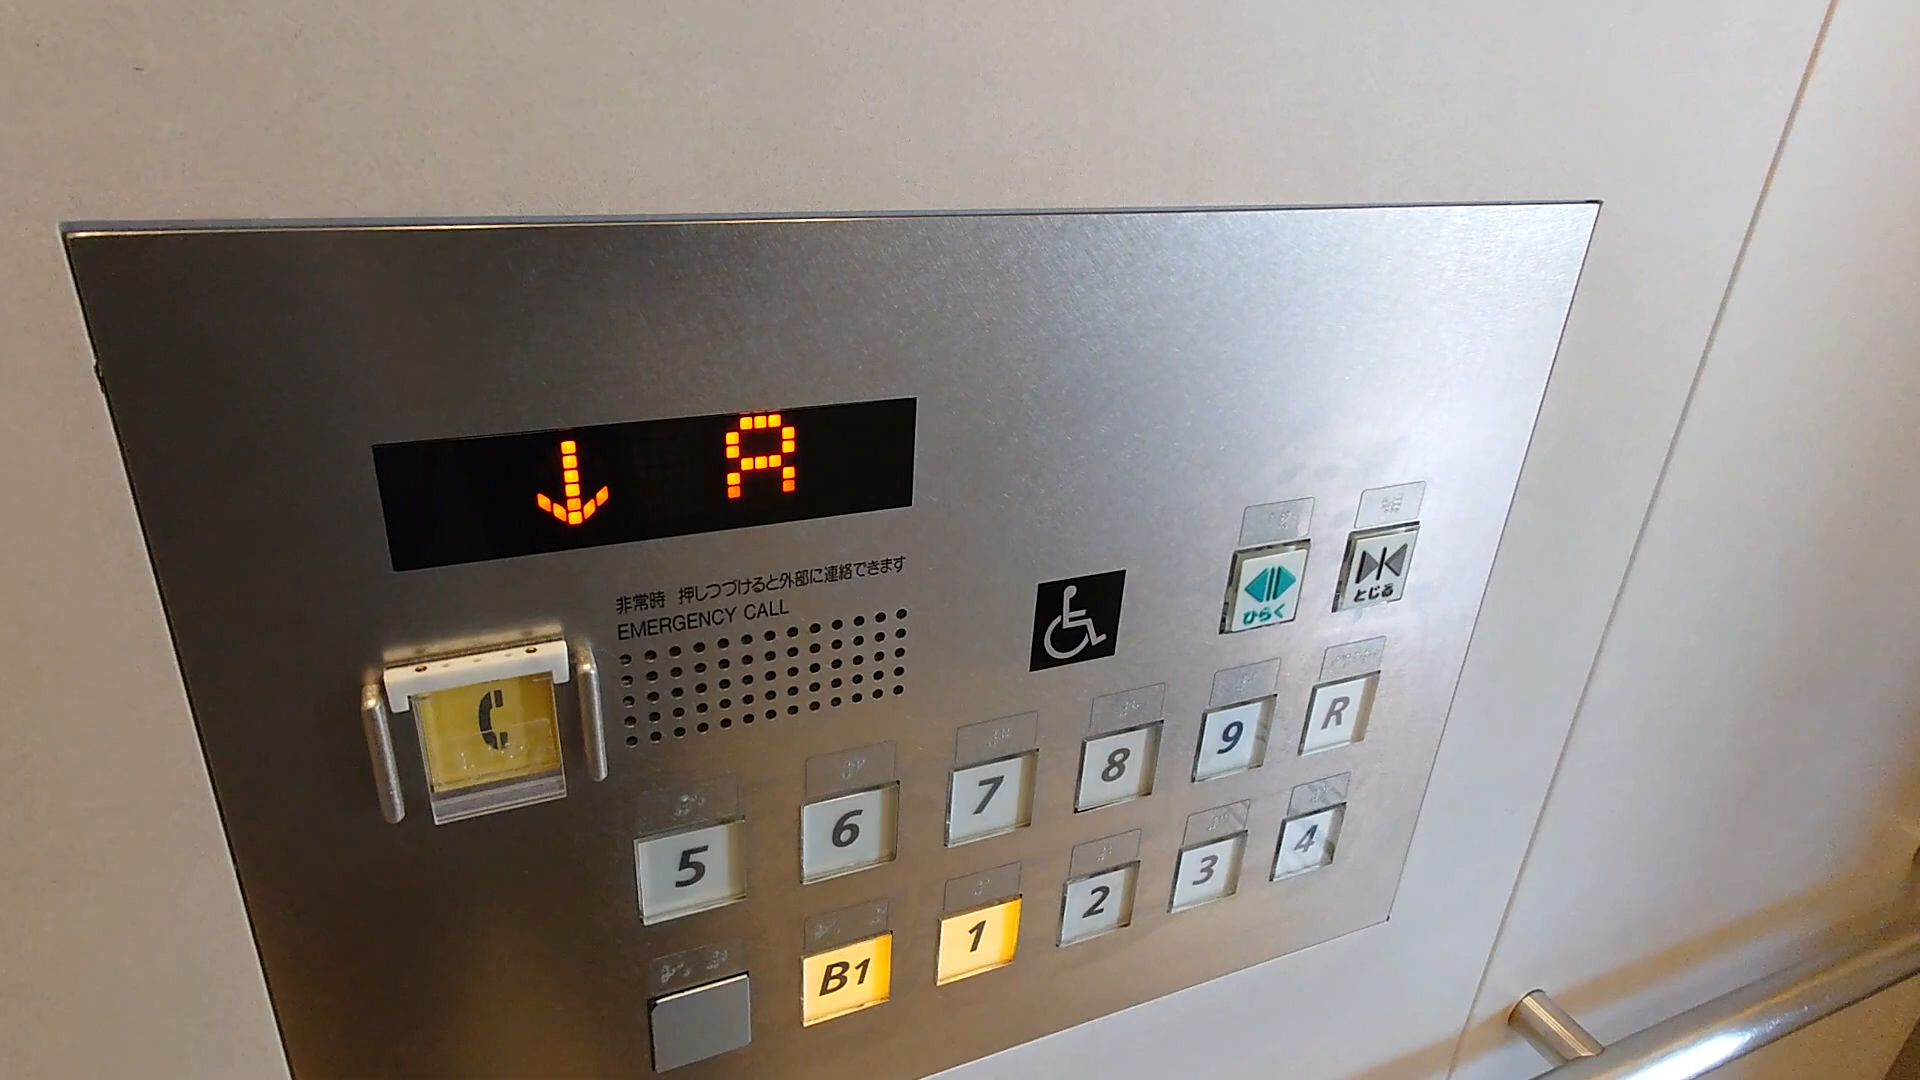 ↓ R
非常時 押しつづけると外部に連絡できます
EMERGENCY CALL
ひらく
とじる
5 6 7 8 9 R
B1 1 2 3 4